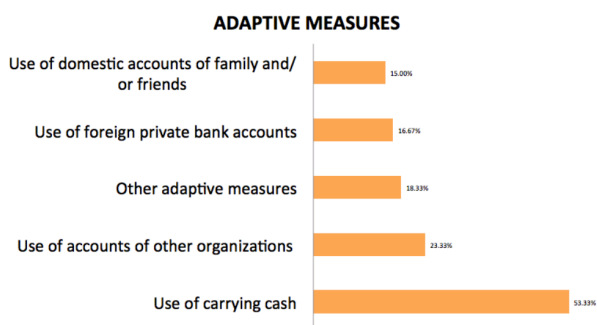 ADAPTIVE MEASURES
Use of domestic accounts of family and/
or friends
15.00%
Use of foreign private bank accounts
16.67%
Other adaptive measures
18.33%
Use of accounts of other organizations
23.33%
Use of carrying cash
53.33%